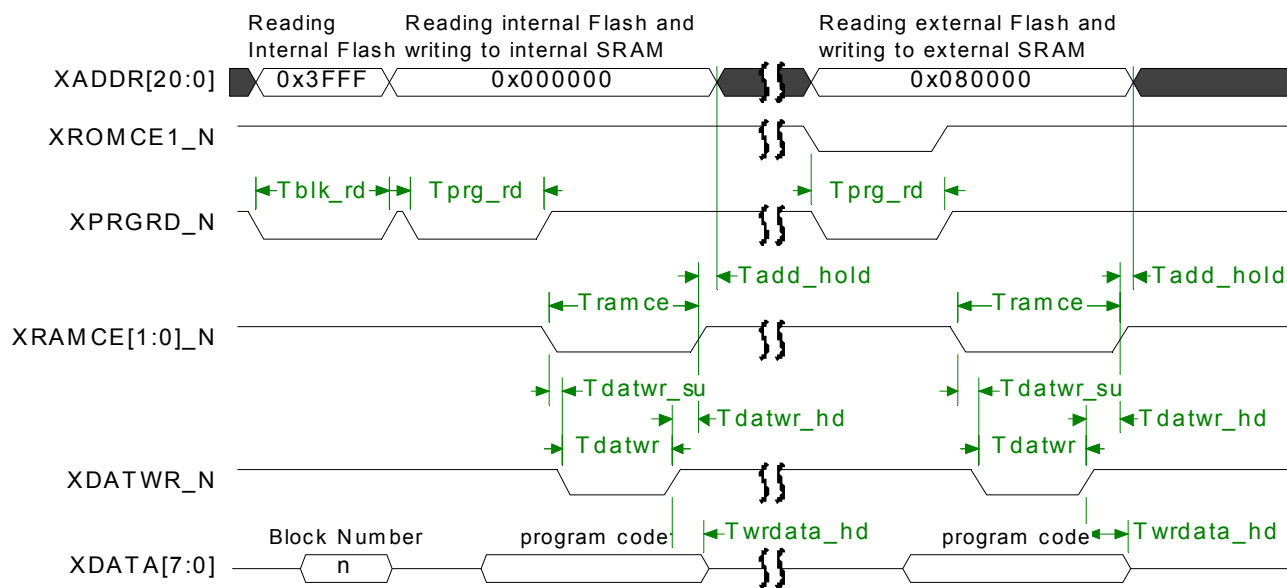 Reading
Internal Flash
Reading internal Flash and
writing to internal SRAM
Reading external Flash and
writing to external SRAM
XADDR[20:0]
0x3FFF
0x000000
0x080000
XROMCE1_N
Tblk_rd
Tprg_rd
Tprg_rd
XPRGRD_N
Tadd_hold
Tadd_hold
Tramce
Tramce
XRAMCE[1:0]_N
Tdatwr_su
Tdatwr_su
Tdatwr_hd
Tdatwr_hd
Tdatwr
Tdatwr
XDATWR_N
Block Number
program code
Twrdata_hd
program code
Twrdata_hd
XDATA[7:0]
n